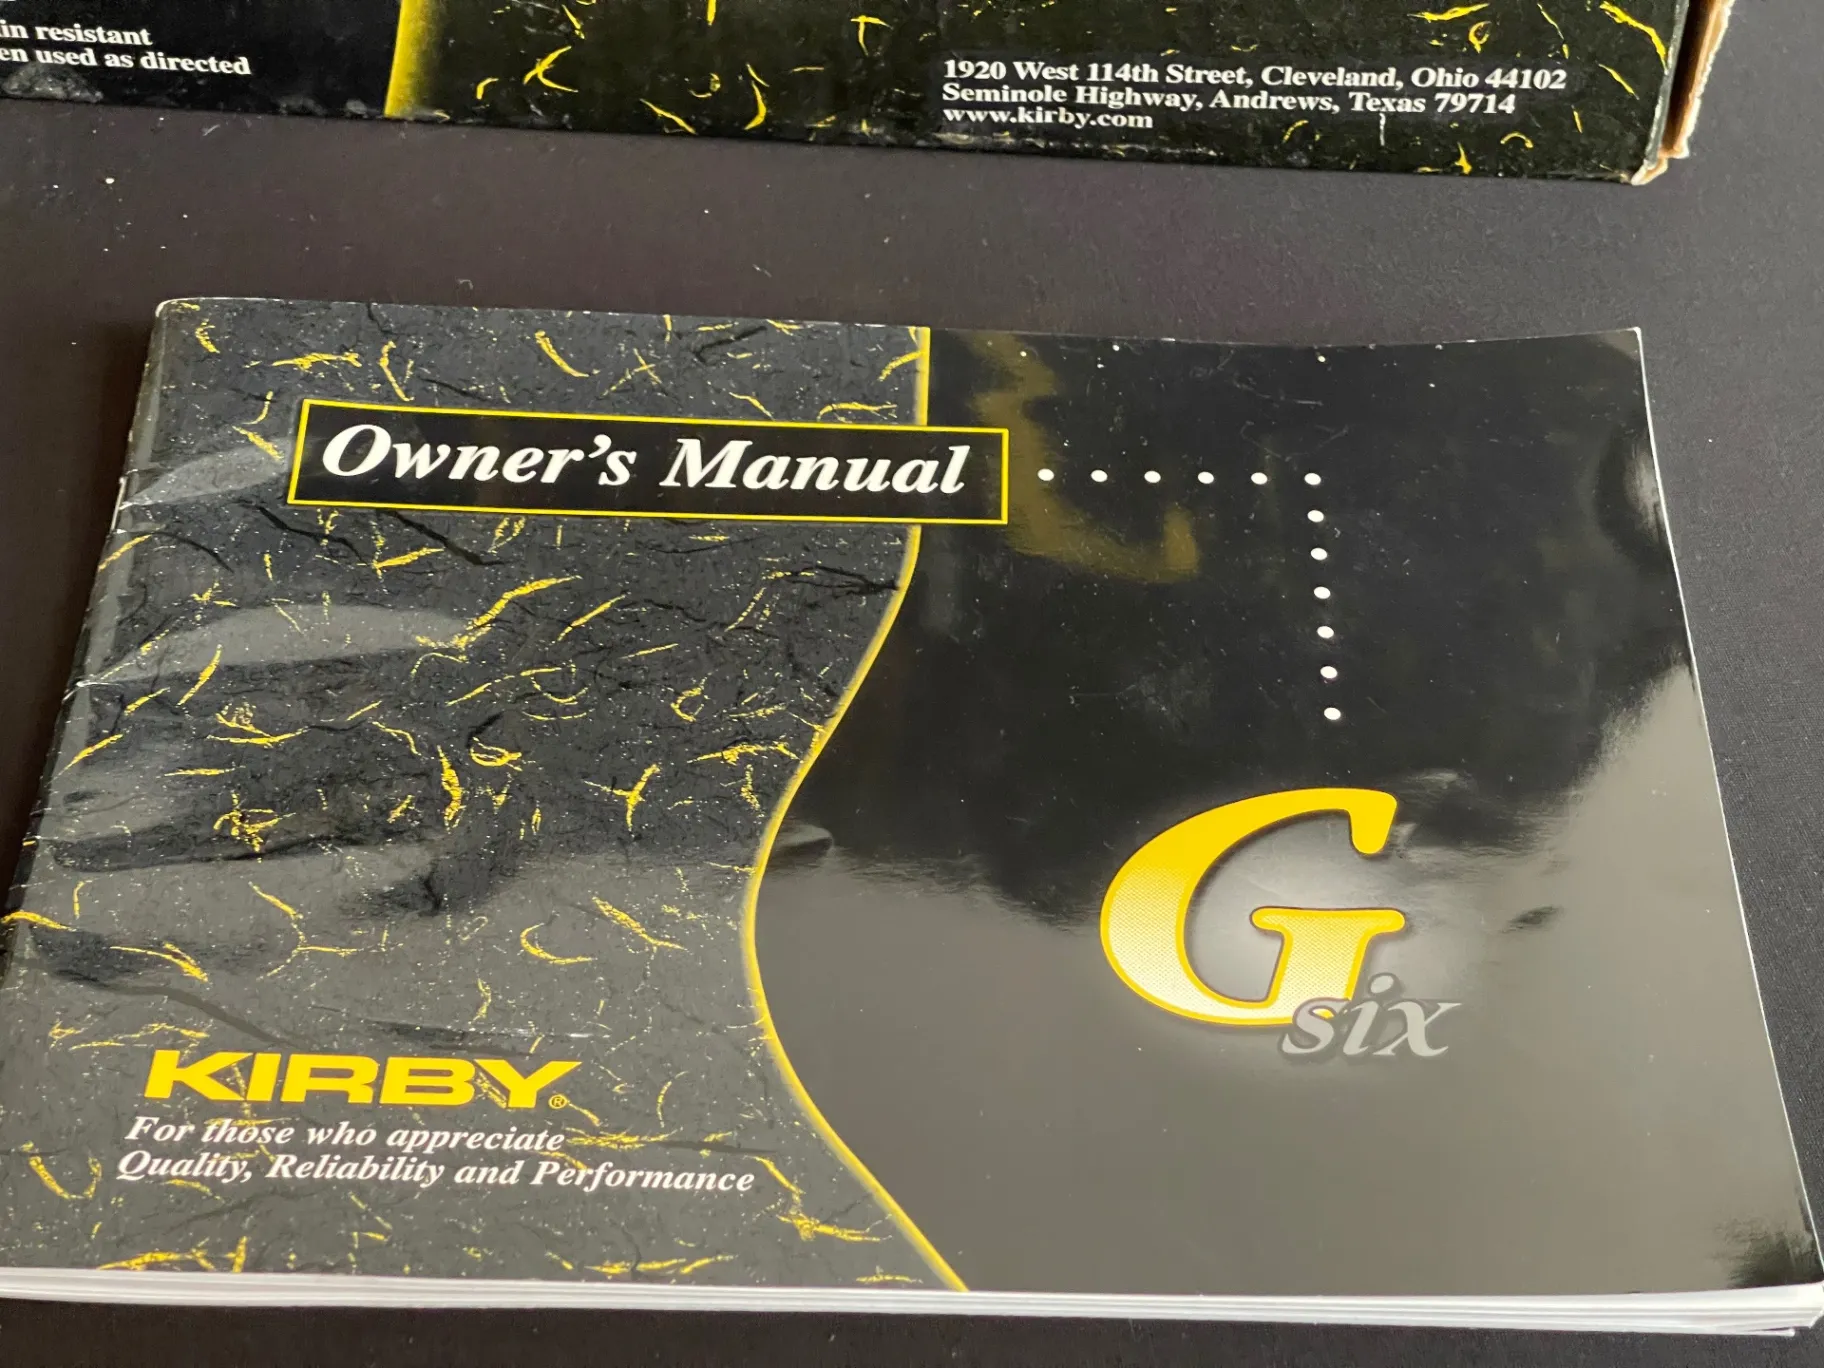 in resistant
en used as directed
1920 West 114th Street, Cleveland, Ohio 44102
Seminole Highway, Andrews, Texas 79714
www.kirby.com
Owner's Manual
G
six
KIRBY®
For those who appreciate
Quality, Reliability and Performance